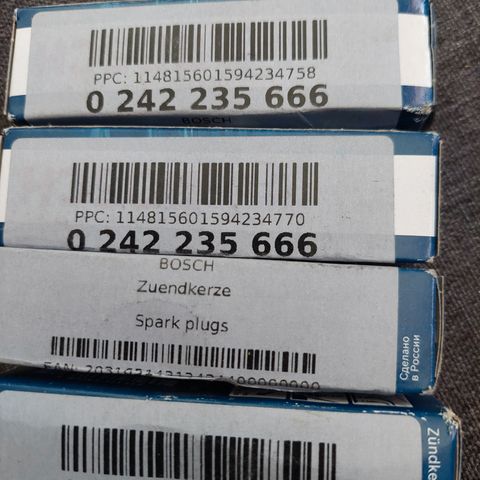 PPC: 114815601594234758
0 242 235 666
BOSCH
PPC: 114815601594234770
0 242 235 666
BOSCH
Zuendkerze
Spark plugs
Сделано
в России